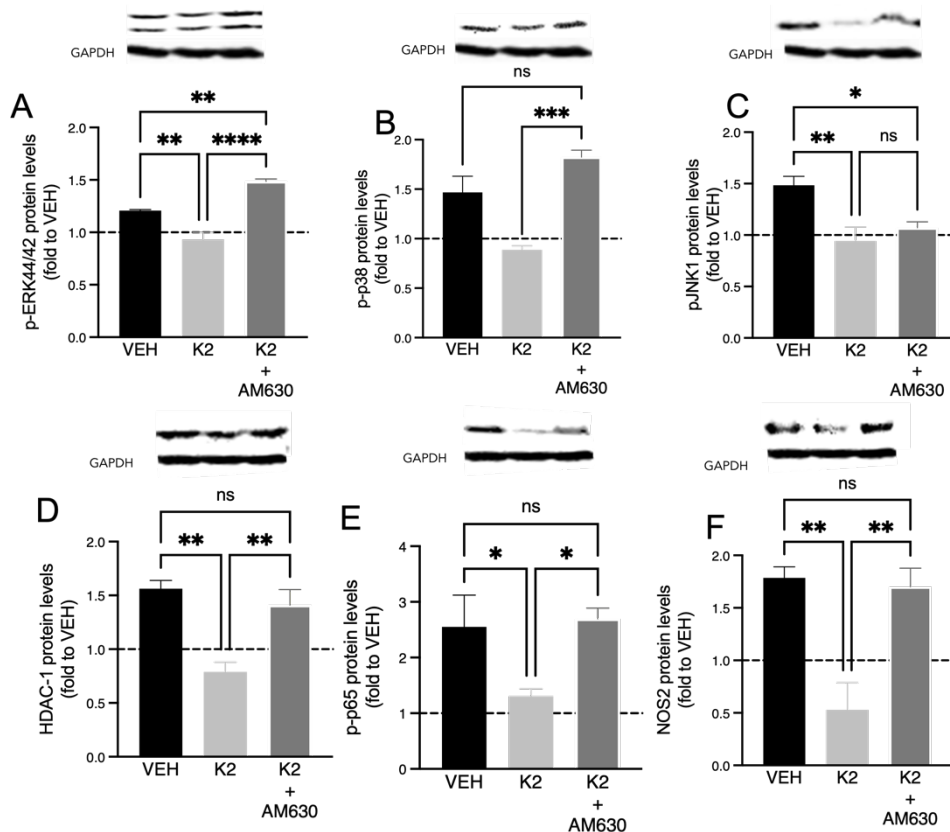 GAPDH
A
**
** ****
p-ERK44/42 protein levels
(fold to VEH)
2.0
1.5
1.0
0.5
0.0
VEH K2 K2
+
AM630
GAPDH
B
ns
***
p-p38 protein levels
(fold to VEH)
2.0
1.5
1.0
0.5
0.0
VEH K2 K2
+
AM630
GAPDH
C
*
** ns
pJNK1 protein levels
(fold to VEH)
2.0
1.5
1.0
0.5
0.0
VEH K2 K2
+
AM630
GAPDH
D
ns
** **
HDAC-1 protein levels
(fold to VEH)
2.0
1.5
1.0
0.5
0.0
VEH K2 K2
+
AM630
GAPDH
E
ns
* *
p-p65 protein levels
(fold to VEH)
4
3
2
1
0
VEH K2 K2
+
AM630
GAPDH
F
ns
** **
NOS2 protein levels
(fold to VEH)
2.0
1.5
1.0
0.5
0.0
VEH K2 K2
+
AM630